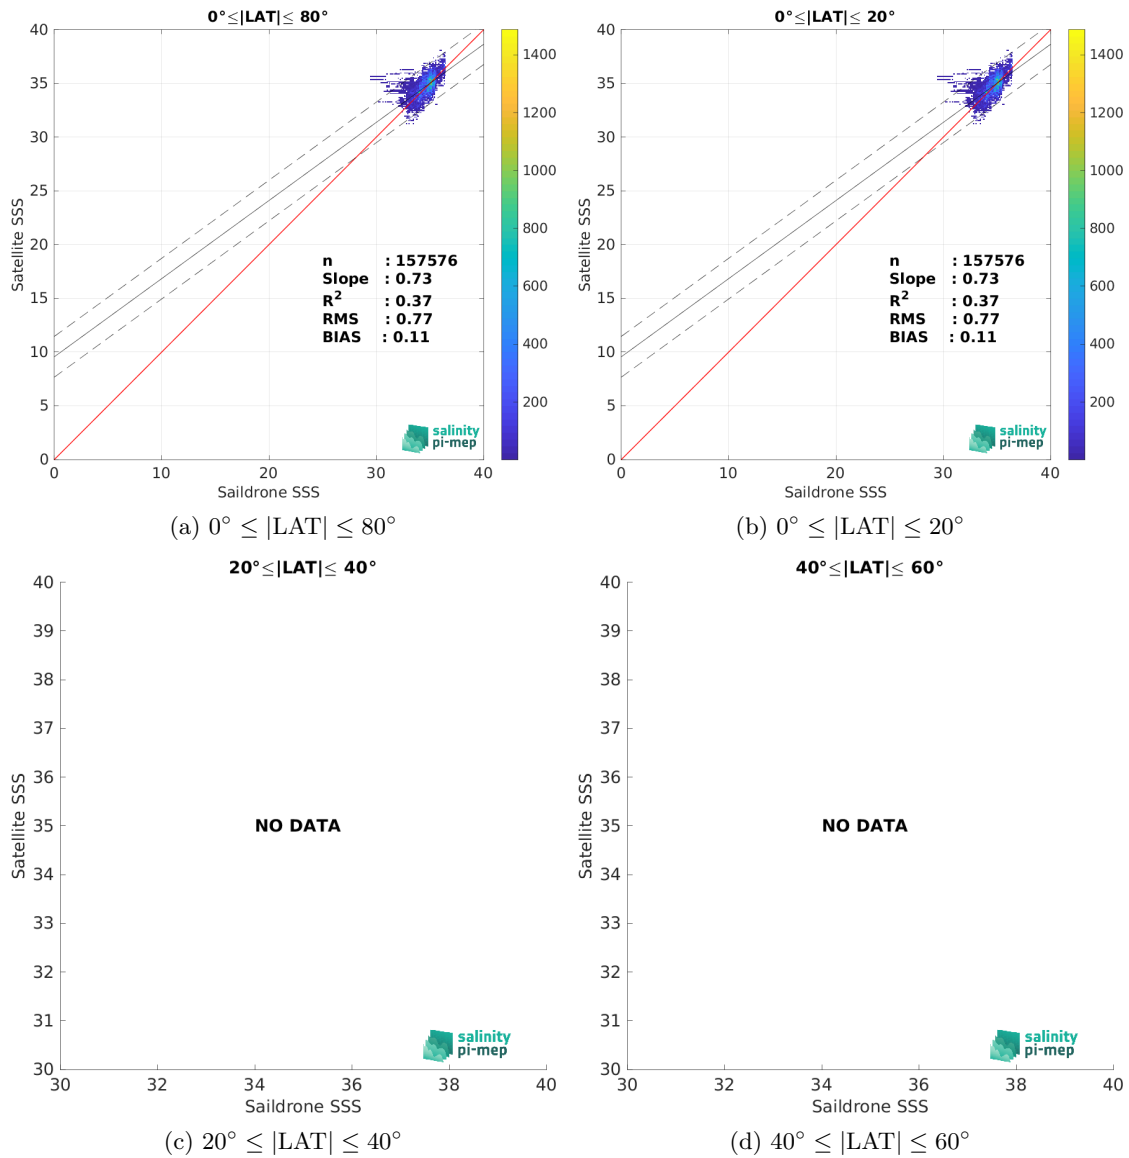 0°≤|LAT|≤ 80°
40
35
30
25
20
15
10
5
0
0
10
20
30
40
Satellite SSS
Saildrone SSS
n : 157576
Slope : 0.73
R² : 0.37
RMS : 0.77
BIAS : 0.11
salinity
pi-mep
1400
1200
1000
800
600
400
200
(a) 0° ≤ |LAT| ≤ 80°
0°≤|LAT|≤ 20°
40
35
30
25
20
15
10
5
0
0
10
20
30
40
Satellite SSS
Saildrone SSS
n : 157576
Slope : 0.73
R² : 0.37
RMS : 0.77
BIAS : 0.11
salinity
pi-mep
1400
1200
1000
800
600
400
200
(b) 0° ≤ |LAT| ≤ 20°
20°≤|LAT|≤ 40°
40
39
38
37
36
35
34
33
32
31
30
30
32
34
36
38
40
Satellite SSS
Saildrone SSS
NO DATA
salinity
pi-mep
(c) 20° ≤ |LAT| ≤ 40°
40°≤|LAT|≤ 60°
40
39
38
37
36
35
34
33
32
31
30
30
32
34
36
38
40
Satellite SSS
Saildrone SSS
NO DATA
salinity
pi-mep
(d) 40° ≤ |LAT| ≤ 60°